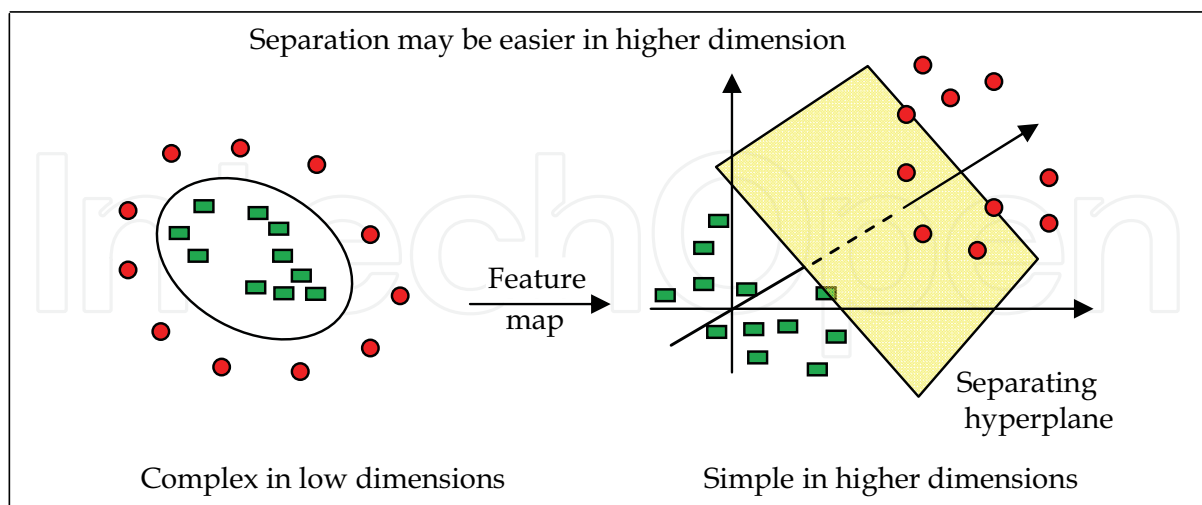 Separation may be easier in higher dimension
IntechOpen
Feature
map
Separating
hyperplane
Complex in low dimensions
Simple in higher dimensions